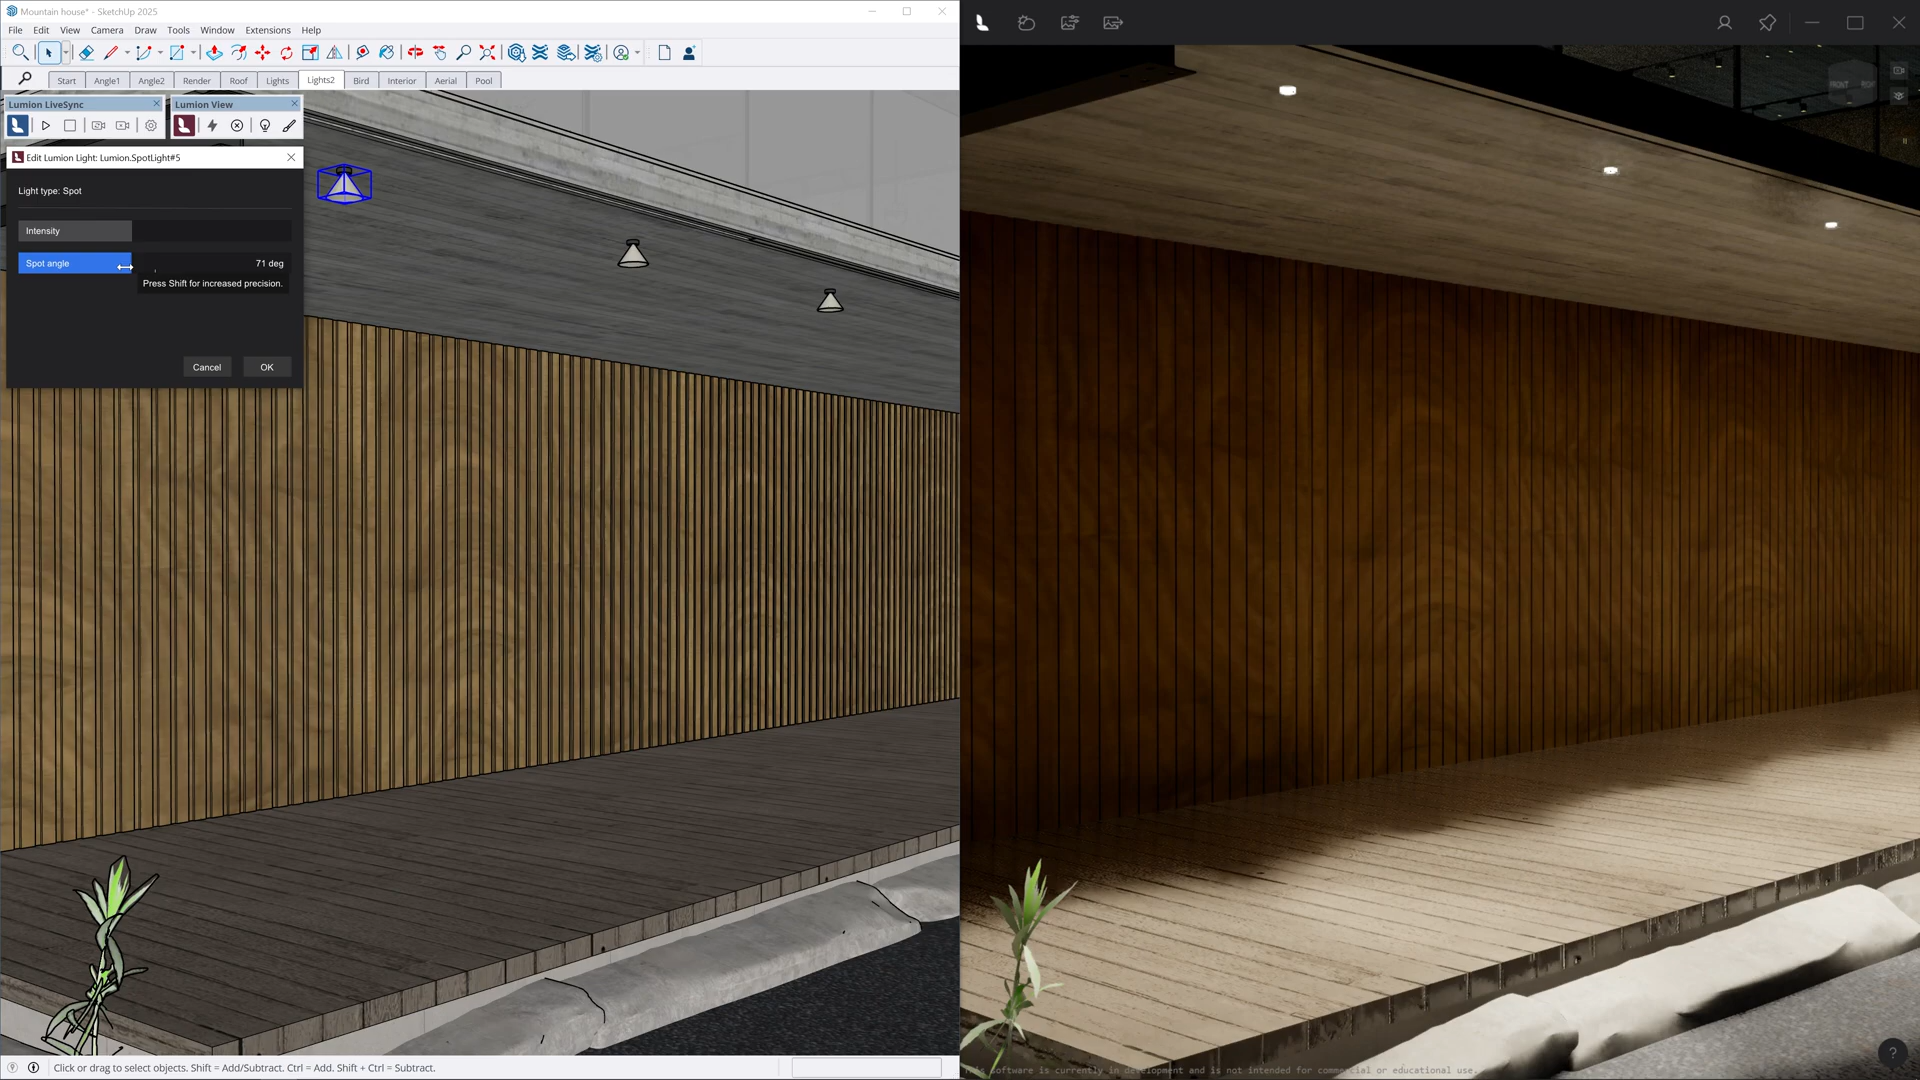 Mountain house* - SketchUp 2025
File Edit View Camera Draw Tools Window Extensions Help
Start Angle1 Angle2 Render Roof Lights Lights2 Bird Interior Aerial Pool
Lumion LiveSync
Lumion View
Edit Lumion Light: Lumion.SpotLight#5
Light type: Spot
Intensity
Spot angle 71 deg
Press Shift for increased precision.
Cancel OK
Click or drag to select objects. Shift = Add/Subtract. Ctrl = Add. Shift + Ctrl = Subtract.
FRONT
?
This software is currently in development and is not intended for commercial or educational use.